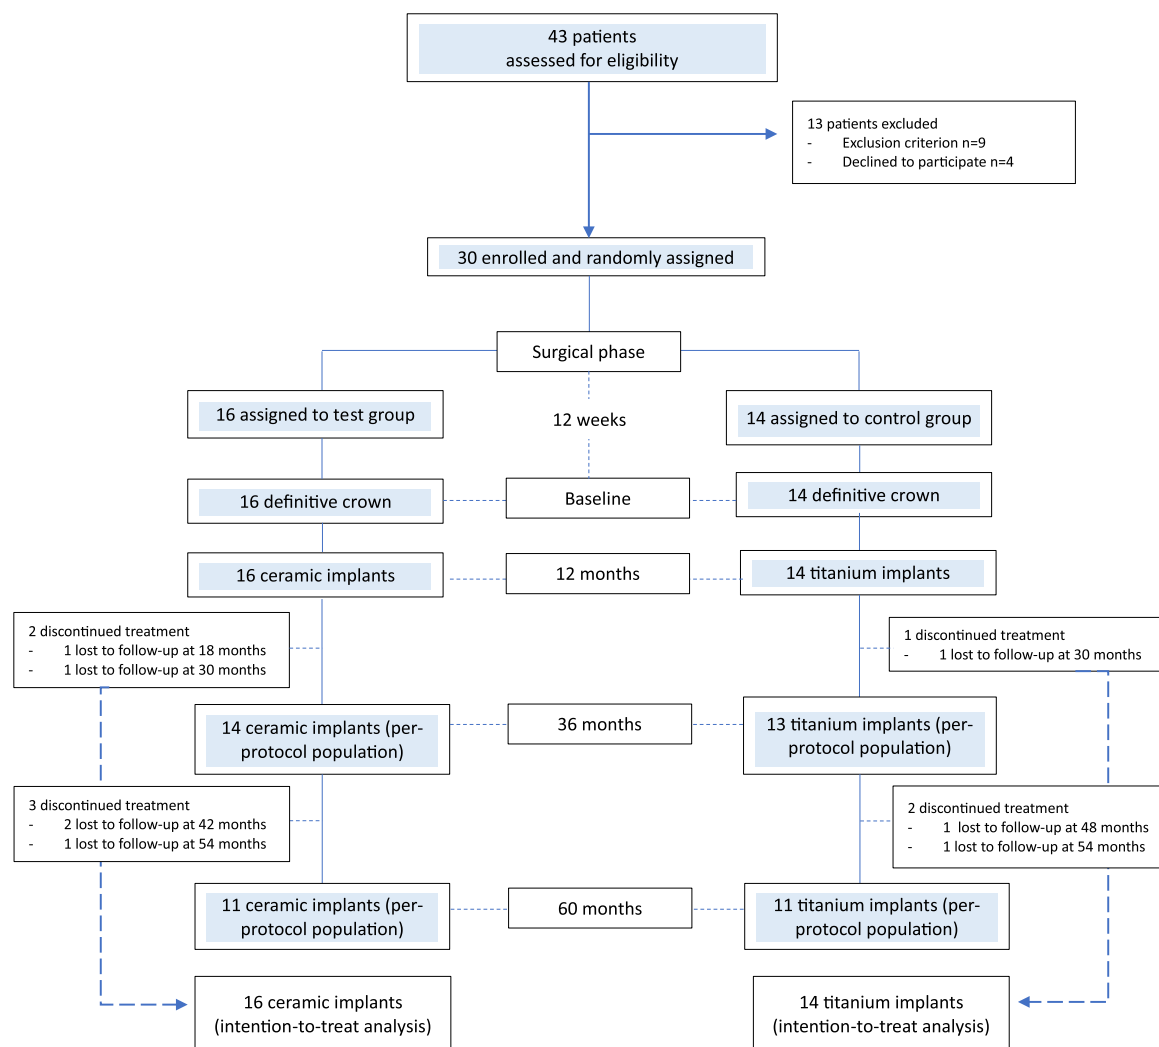 43 patients
assessed for eligibility
13 patients excluded
- Exclusion criterion n=9
- Declined to participate n=4
30 enrolled and randomly assigned
Surgical phase
16 assigned to test group
12 weeks
14 assigned to control group
16 definitive crown
Baseline
14 definitive crown
16 ceramic implants
12 months
14 titanium implants
2 discontinued treatment
- 1 lost to follow-up at 18 months
- 1 lost to follow-up at 30 months
1 discontinued treatment
- 1 lost to follow-up at 30 months
14 ceramic implants (per-
protocol population)
36 months
13 titanium implants (per-
protocol population)
3 discontinued treatment
- 2 lost to follow-up at 42 months
- 1 lost to follow-up at 54 months
2 discontinued treatment
- 1 lost to follow-up at 48 months
- 1 lost to follow-up at 54 months
11 ceramic implants (per-
protocol population)
60 months
11 titanium implants (per-
protocol population)
16 ceramic implants
(intention-to-treat analysis)
14 titanium implants
(intention-to-treat analysis)